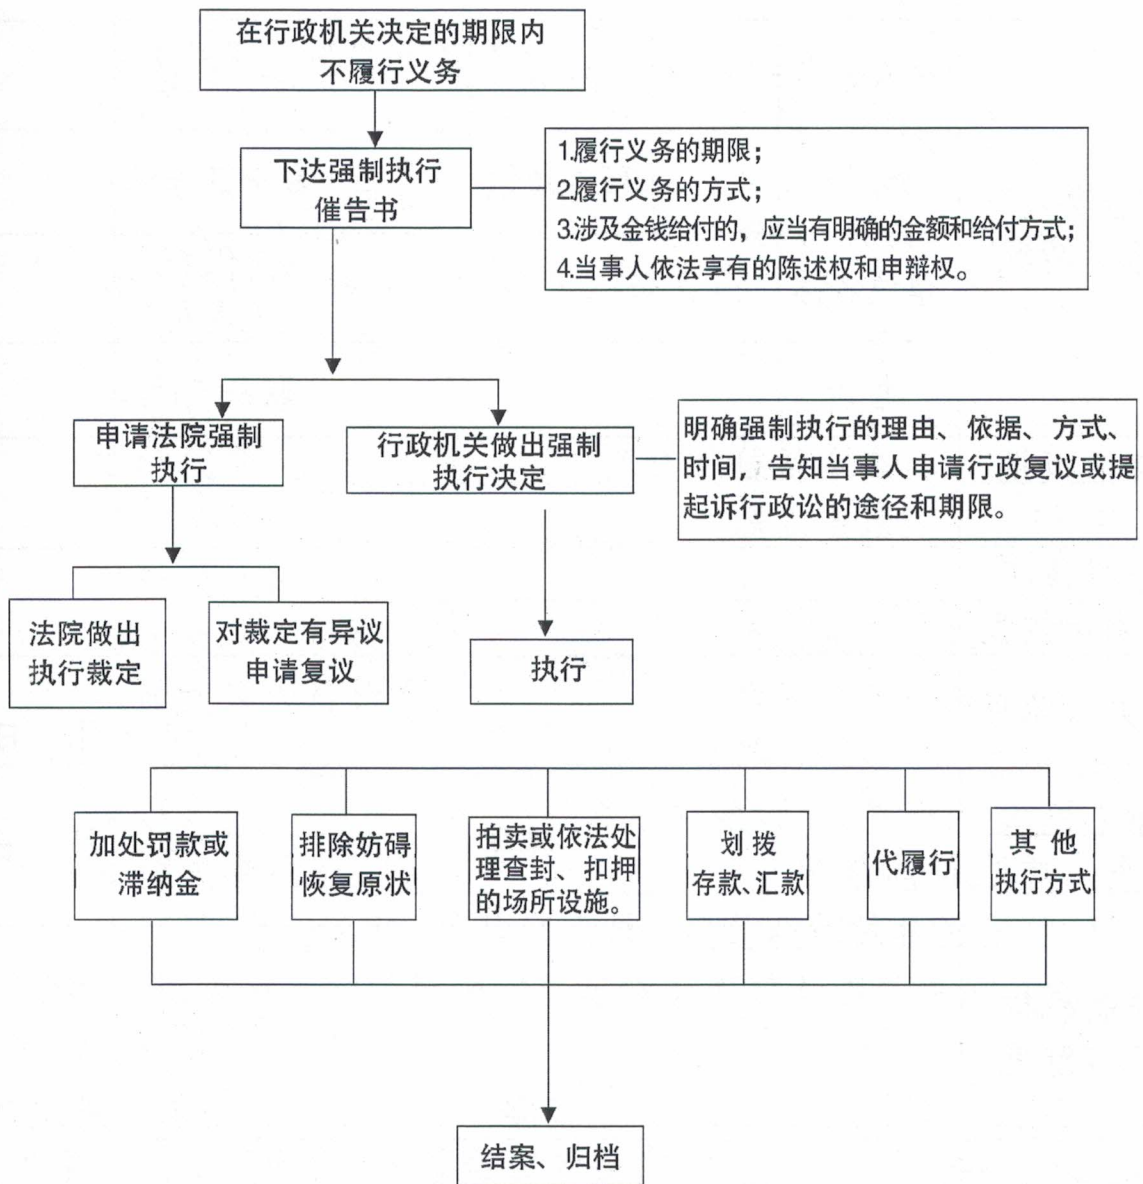 在行政机关决定的期限内
不履行义务
下达强制执行
催告书
1.履行义务的期限；
2.履行义务的方式；
3.涉及金钱给付的，应当有明确的金额和给付方式；
4.当事人依法享有的陈述权和申辩权。
申请法院强制
执行
行政机关做出强制
执行决定
明确强制执行的理由、依据、方式、
时间，告知当事人申请行政复议或提
起诉行政讼的途径和期限。
法院做出
执行裁定
对裁定有异议
申请复议
执行
加处罚款或
滞纳金
排除妨碍
恢复原状
拍卖或依法处
理查封、扣押
的场所设施。
划 拨
存款、汇款
代履行
其 他
执行方式
结案、归档